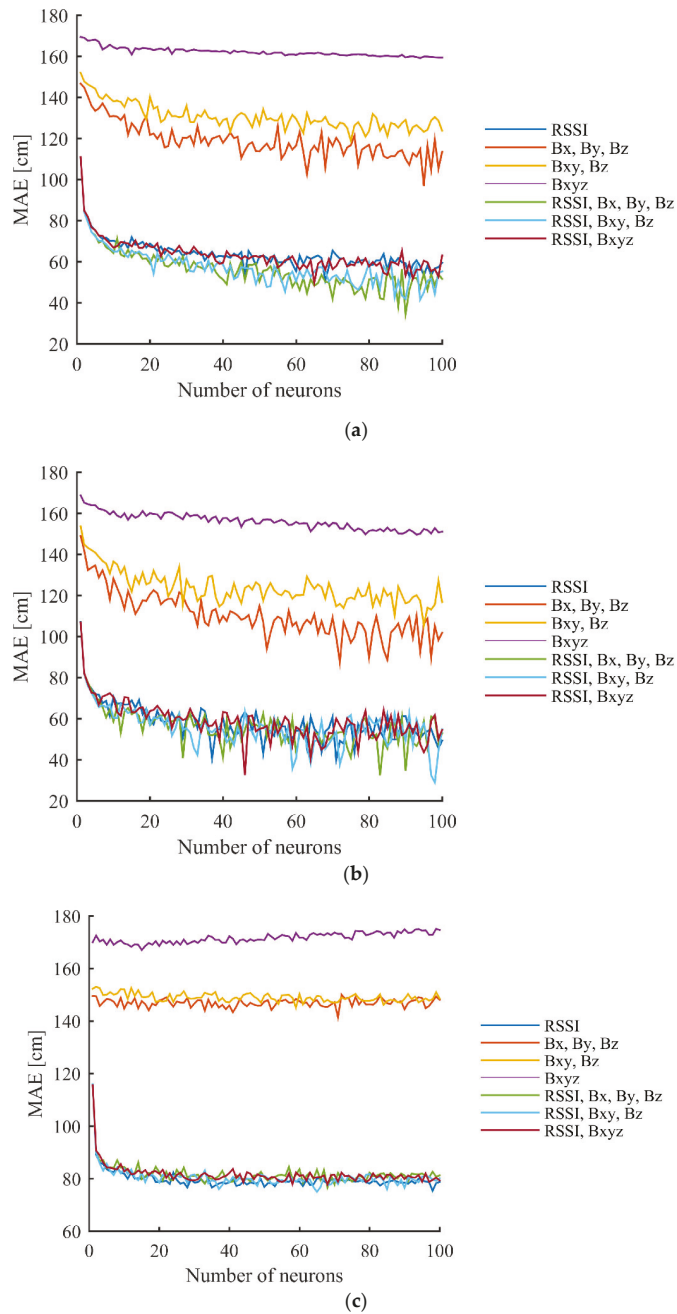 180
160
140
120
100
80
60
40
20
MAE [cm]
0 20 40 60 80 100
Number of neurons
RSSI
Bx, By, Bz
Bxy, Bz
Bxyz
RSSI, Bx, By, Bz
RSSI, Bxy, Bz
RSSI, Bxyz
(a)
180
160
140
120
100
80
60
40
20
MAE [cm]
0 20 40 60 80 100
Number of neurons
RSSI
Bx, By, Bz
Bxy, Bz
Bxyz
RSSI, Bx, By, Bz
RSSI, Bxy, Bz
RSSI, Bxyz
(b)
180
160
140
120
100
80
60
MAE [cm]
0 20 40 60 80 100
Number of neurons
RSSI
Bx, By, Bz
Bxy, Bz
Bxyz
RSSI, Bx, By, Bz
RSSI, Bxy, Bz
RSSI, Bxyz
(c)